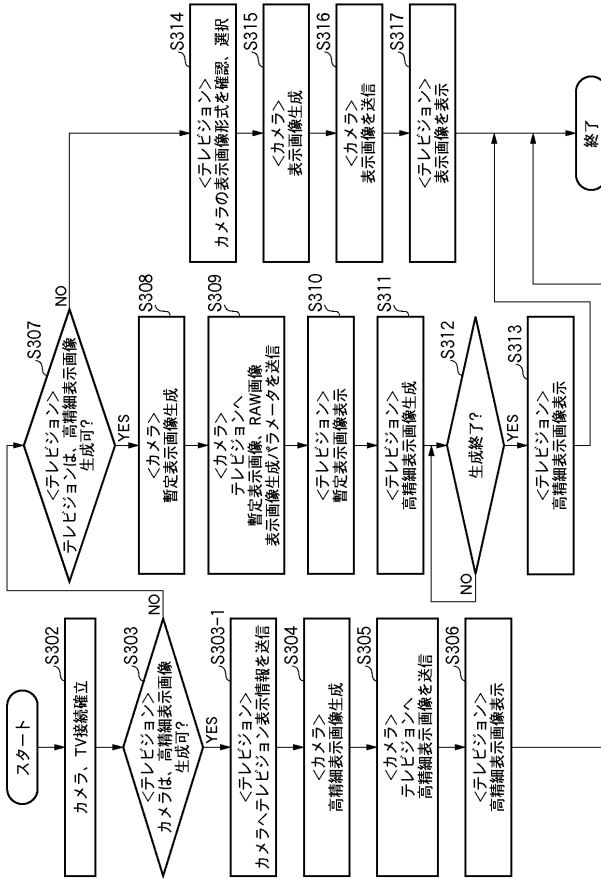 スタート
S302
カメラ、TV接続確立
S303
<テレビジョン>
カメラは、高精細表示画像
生成可?
NO
YES
S303-1
<テレビジョン>
カメラへテレビジョン表示情報を送信
S304
<カメラ>
高精細表示画像生成
S305
<カメラ>
テレビジョンへ
高精細表示画像を送信
S306
<テレビジョン>
高精細表示画像表示
S307
<テレビジョン>
テレビジョンは、高精細表示画像
生成可?
NO
YES
S308
<カメラ>
暫定表示画像生成
S309
<カメラ>
テレビジョンへ
暫定表示画像、RAW画像
表示画像生成パラメータを送信
S310
<テレビジョン>
暫定表示画像表示
S311
<テレビジョン>
高精細表示画像生成
S312
生成終了?
NO
YES
S313
<テレビジョン>
高精細表示画像表示
S314
<テレビジョン>
カメラの表示画像形式を確認、選択
S315
<カメラ>
表示画像生成
S316
<カメラ>
表示画像を送信
S317
<テレビジョン>
表示画像を表示
終了